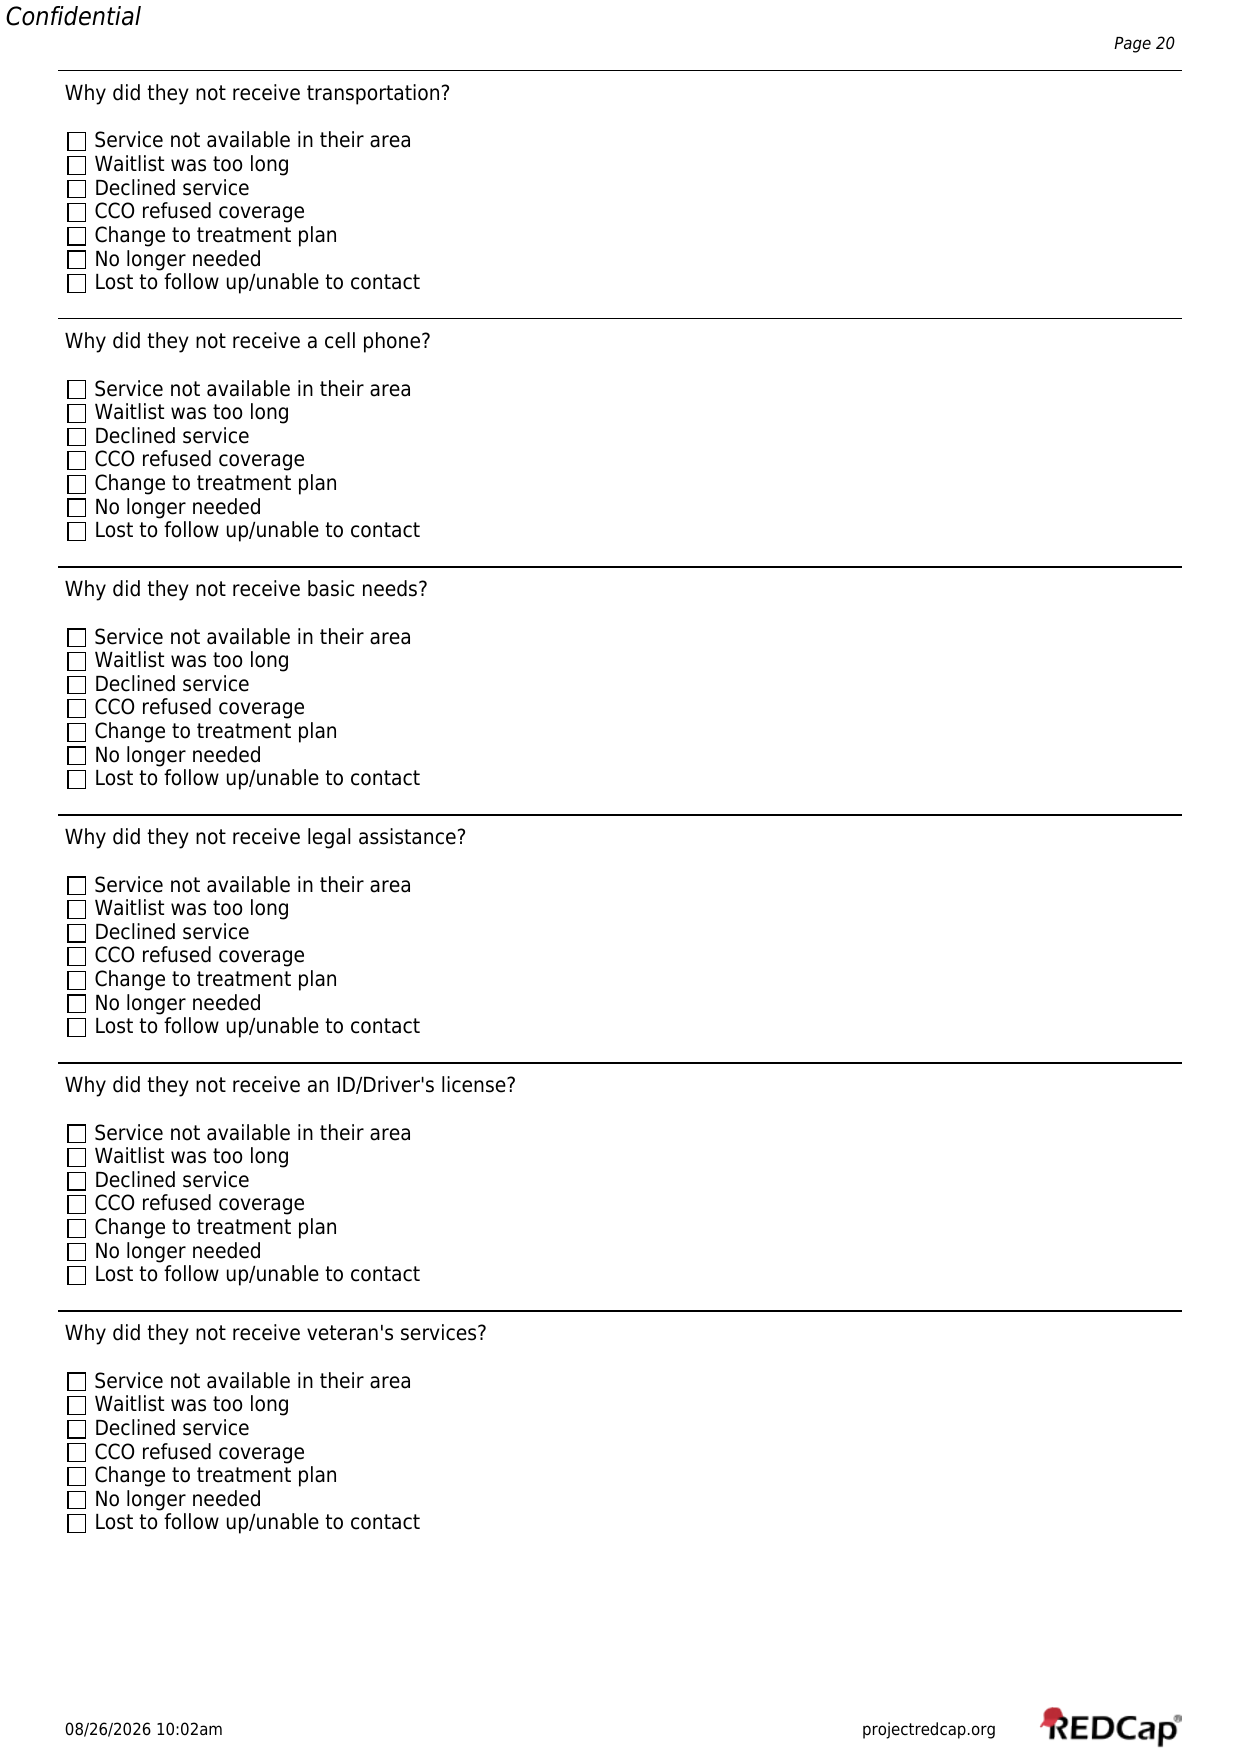 Confidential
Page 20
Why did they not receive transportation?
Service not available in their area
Waitlist was too long
Declined service
CCO refused coverage
Change to treatment plan
No longer needed
Lost to follow up/unable to contact
Why did they not receive a cell phone?
Service not available in their area
Waitlist was too long
Declined service
CCO refused coverage
Change to treatment plan
No longer needed
Lost to follow up/unable to contact
Why did they not receive basic needs?
Service not available in their area
Waitlist was too long
Declined service
CCO refused coverage
Change to treatment plan
No longer needed
Lost to follow up/unable to contact
Why did they not receive legal assistance?
Service not available in their area
Waitlist was too long
Declined service
CCO refused coverage
Change to treatment plan
No longer needed
Lost to follow up/unable to contact
Why did they not receive an ID/Driver's license?
Service not available in their area
Waitlist was too long
Declined service
CCO refused coverage
Change to treatment plan
No longer needed
Lost to follow up/unable to contact
Why did they not receive veteran's services?
Service not available in their area
Waitlist was too long
Declined service
CCO refused coverage
Change to treatment plan
No longer needed
Lost to follow up/unable to contact
08/26/2026 10:02am
projectredcap.org
REDCap®